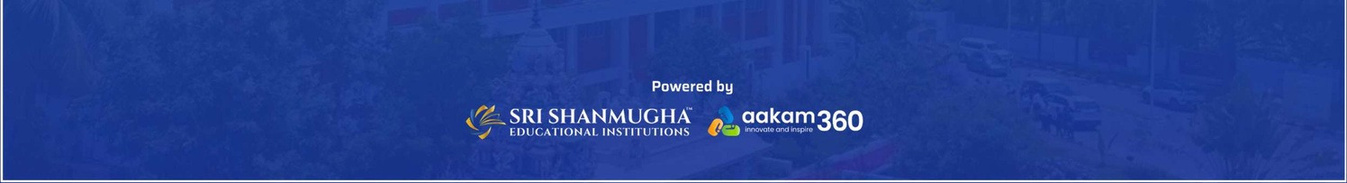 Powered by
SRI SHANMUGHA™
EDUCATIONAL INSTITUTIONS
aakam360
innovate and inspire